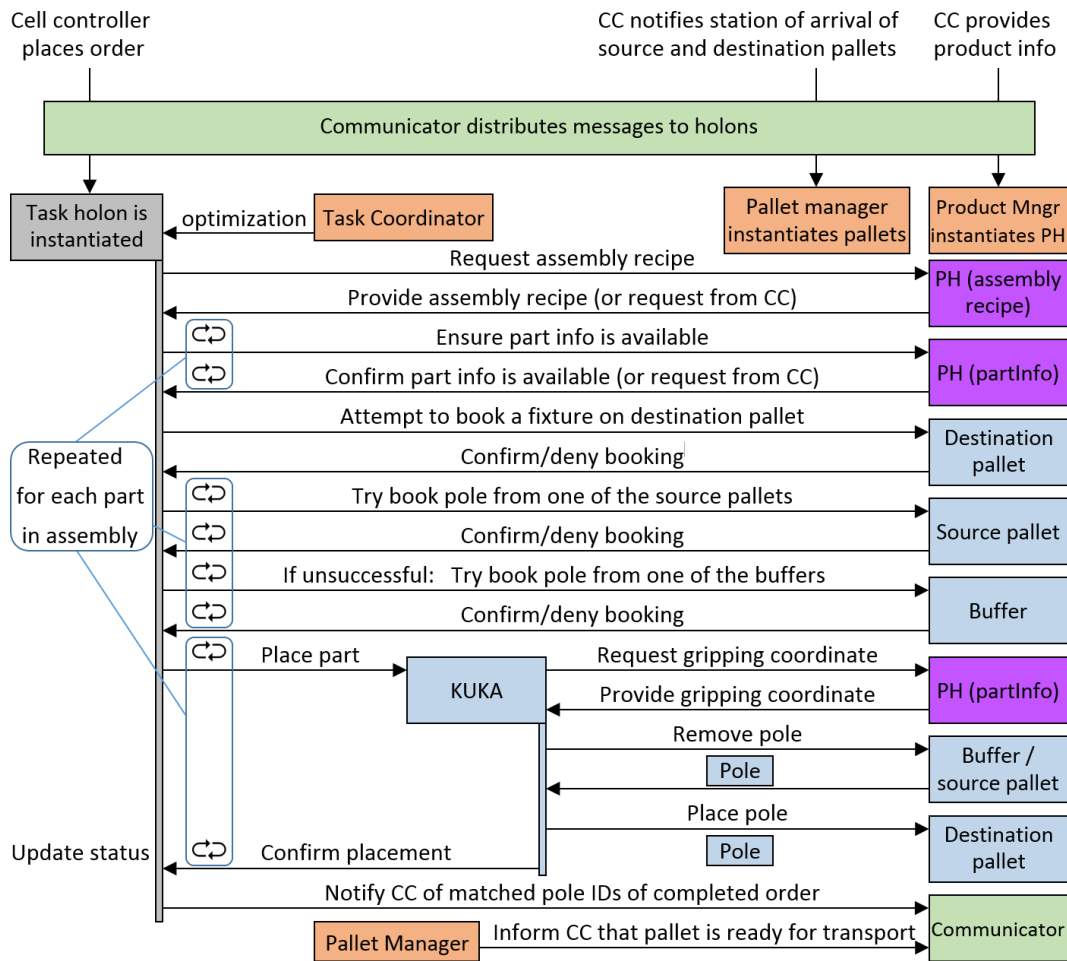 Cell controller
places order
CC notifies station of arrival of
source and destination pallets
CC provides
product info
Communicator distributes messages to holons
Task holon is
instantiated
optimization
Task Coordinator
Pallet manager
instantiates pallets
Product Mngr
instantiates PH
Request assembly recipe
PH (assembly
recipe)
Provide assembly recipe (or request from CC)
Ensure part info is available
PH (partInfo)
Confirm part info is available (or request from CC)
Attempt to book a fixture on destination pallet
Destination
pallet
Confirm/deny booking
Repeated
for each part
in assembly
Try book pole from one of the source pallets
Source pallet
Confirm/deny booking
If unsuccessful: Try book pole from one of the buffers
Buffer
Confirm/deny booking
Place part
KUKA
Request gripping coordinate
PH (partInfo)
Provide gripping coordinate
Remove pole
Pole
Buffer /
source pallet
Place pole
Pole
Destination
pallet
Update status
Confirm placement
Notify CC of matched pole IDs of completed order
Communicator
Pallet Manager
Inform CC that pallet is ready for transport